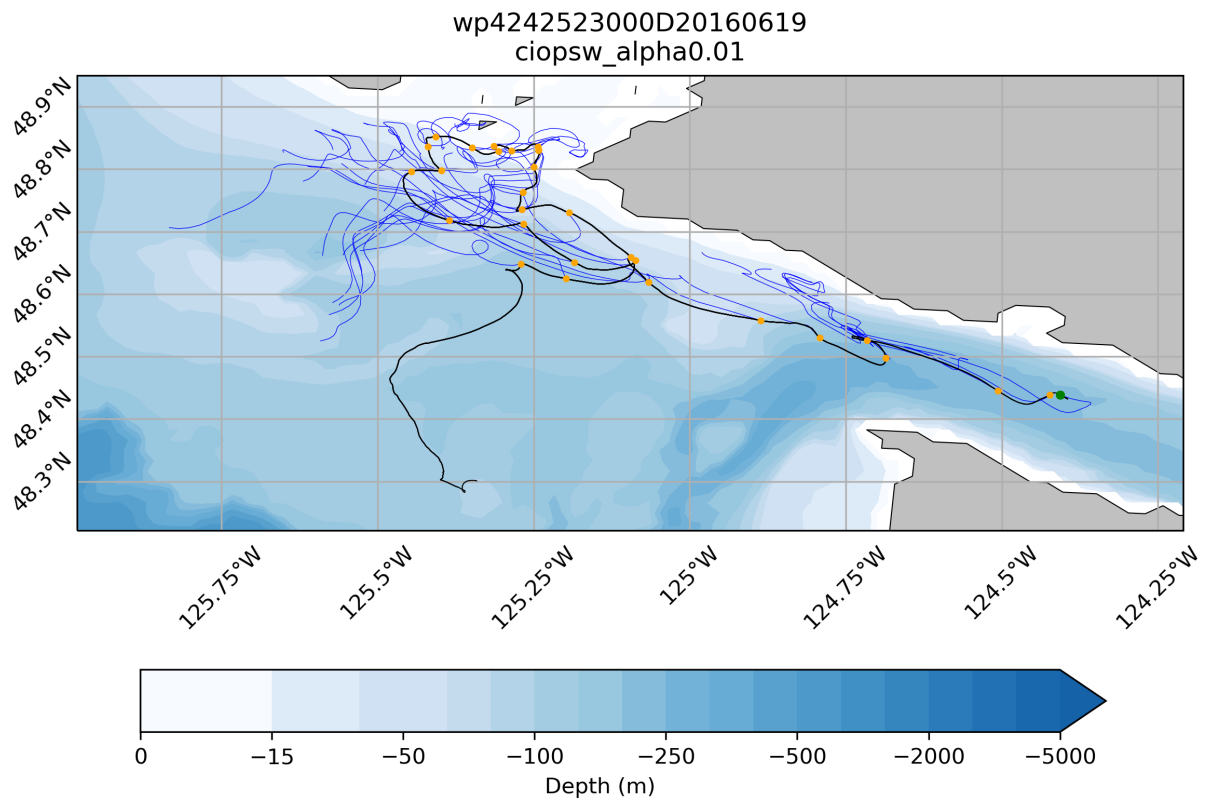 wp4242523000D20160619
ciopsw_alpha0.01
48.9°N
48.8°N
48.7°N
48.6°N
48.5°N
48.4°N
48.3°N
125.75°W
125.5°W
125.25°W
125°W
124.75°W
124.5°W
124.25°W
0
−15
−50
−100
−250
−500
−2000
−5000
Depth (m)